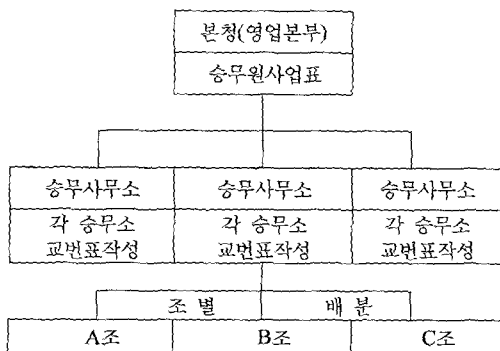 본청(영업본부)
승무원사업표
승무사무소 승무사무소 승무사무소
각 승무소 각 승무소 각 승무소
교번표작성 교번표작성 교번표작성
조 별 배 분
A조 B조 C조